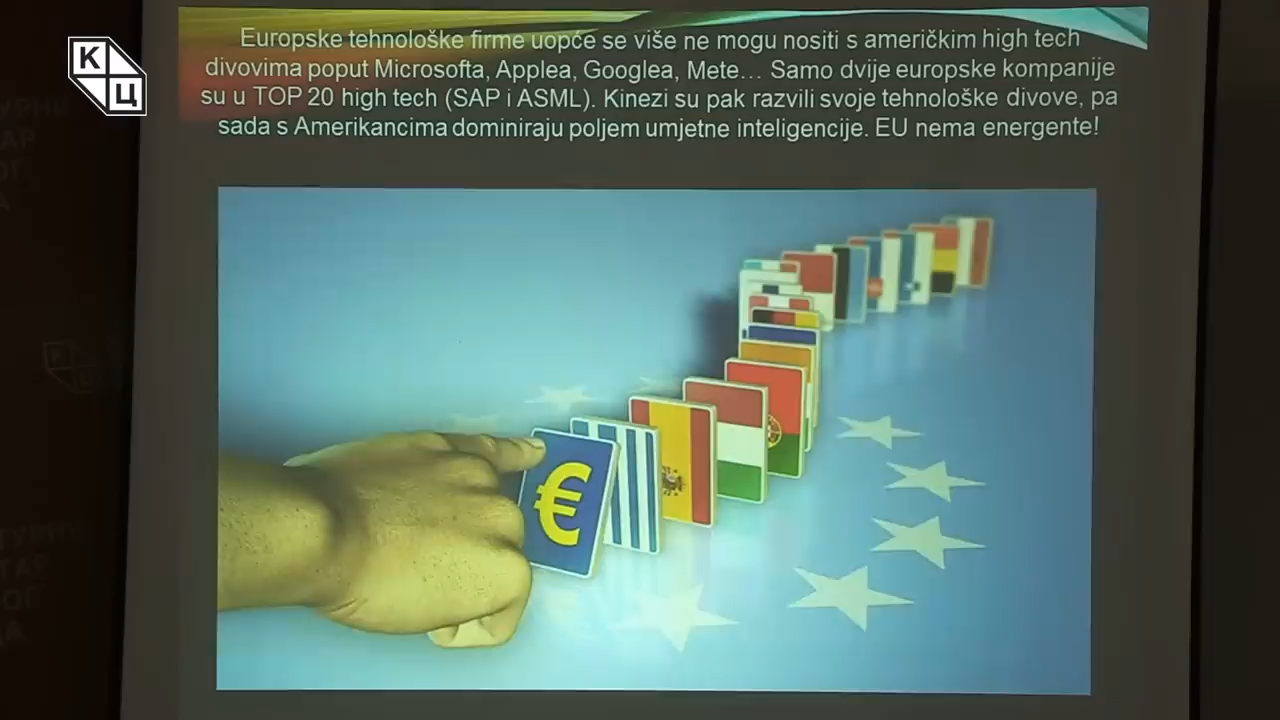 К
Ц
Europske tehnološke firme uopće se više ne mogu nositi s američkim high tech
divovima poput Microsofta, Applea, Googlea, Mete... Samo dvije europske kompanije
su u TOP 20 high tech (SAP i ASML). Kinezi su pak razvili svoje tehnološke divove, pa
sada s Amerikancima dominiraju poljem umjetne inteligencije. EU nema energente!
€